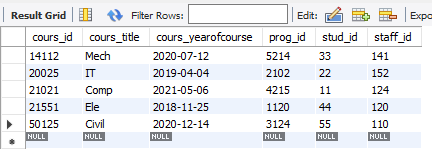 Result Grid Filter Rows: Edit: Expo
cours_id cours_title cours_yearofcourse prog_id stud_id staff_id
14112 Mech 2020-07-12 5214 33 141
20025 IT 2019-04-04 2102 22 152
21021 Comp 2021-05-06 4215 11 124
21551 Ele 2018-11-25 1120 44 120
50125 Civil 2020-12-14 3124 55 110
NULL NULL NULL NULL NULL NULL